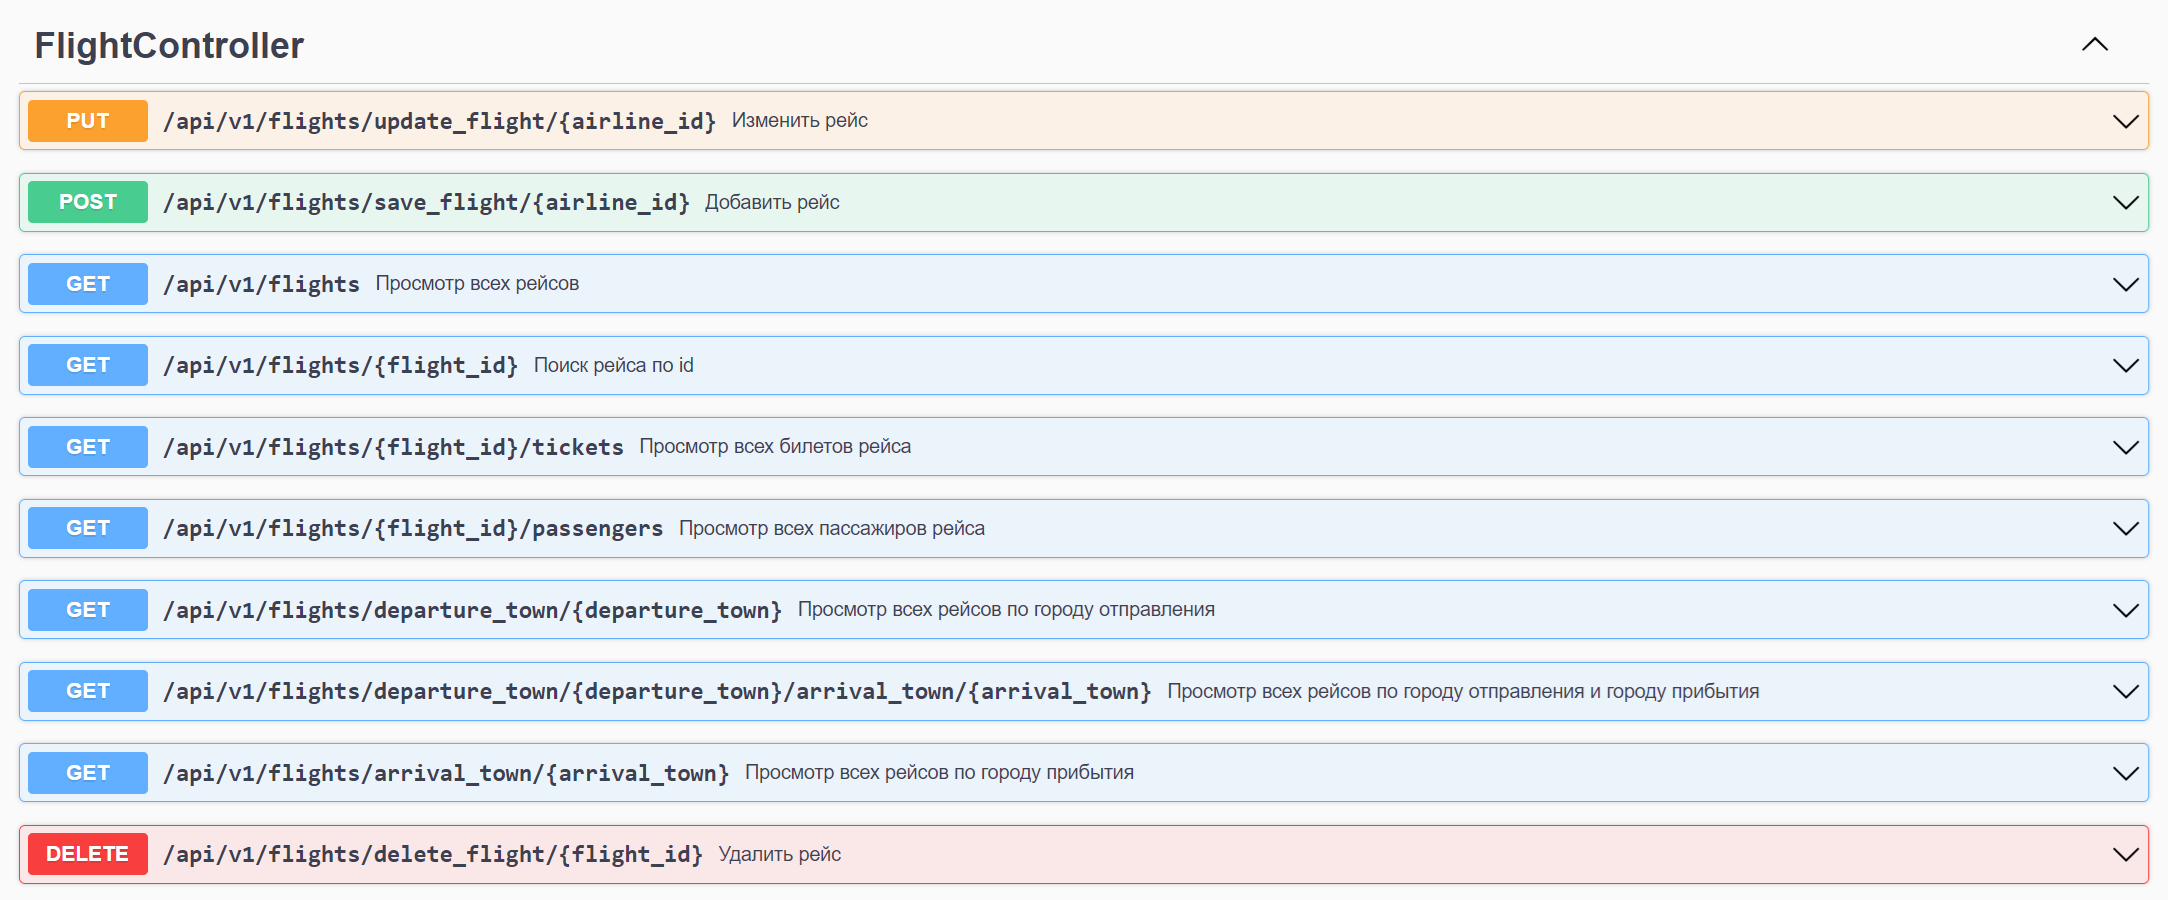 FlightController
PUT /api/v1/flights/update_flight/{airline_id} Изменить рейс
POST /api/v1/flights/save_flight/{airline_id} Добавить рейс
GET /api/v1/flights Просмотр всех рейсов
GET /api/v1/flights/{flight_id} Поиск рейса по id
GET /api/v1/flights/{flight_id}/tickets Просмотр всех билетов рейса
GET /api/v1/flights/{flight_id}/passengers Просмотр всех пассажиров рейса
GET /api/v1/flights/departure_town/{departure_town} Просмотр всех рейсов по городу отправления
GET /api/v1/flights/departure_town/{departure_town}/arrival_town/{arrival_town} Просмотр всех рейсов по городу отправления и городу прибытия
GET /api/v1/flights/arrival_town/{arrival_town} Просмотр всех рейсов по городу прибытия
DELETE /api/v1/flights/delete_flight/{flight_id} Удалить рейс